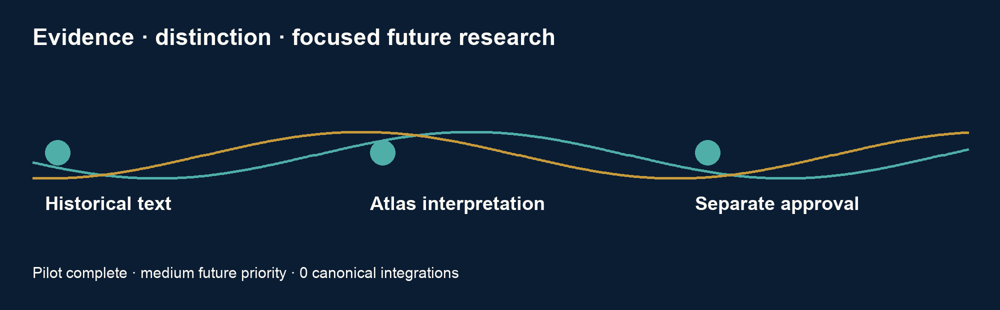 Evidence · distinction · focused future research
Historical text
Atlas interpretation
Separate approval
Pilot complete · medium future priority · 0 canonical integrations